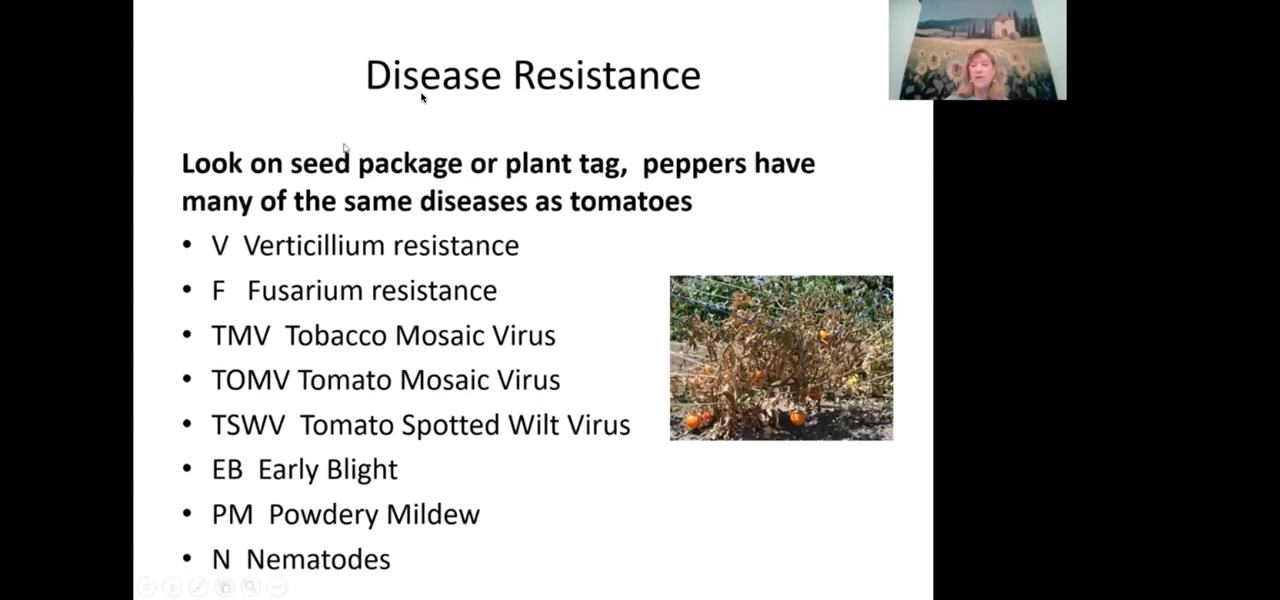 Disease Resistance
Look on seed package or plant tag, peppers have
many of the same diseases as tomatoes
• V Verticillium resistance
• F Fusarium resistance
• TMV Tobacco Mosaic Virus
• TOMV Tomato Mosaic Virus
• TSWV Tomato Spotted Wilt Virus
• EB Early Blight
• PM Powdery Mildew
• N Nematodes